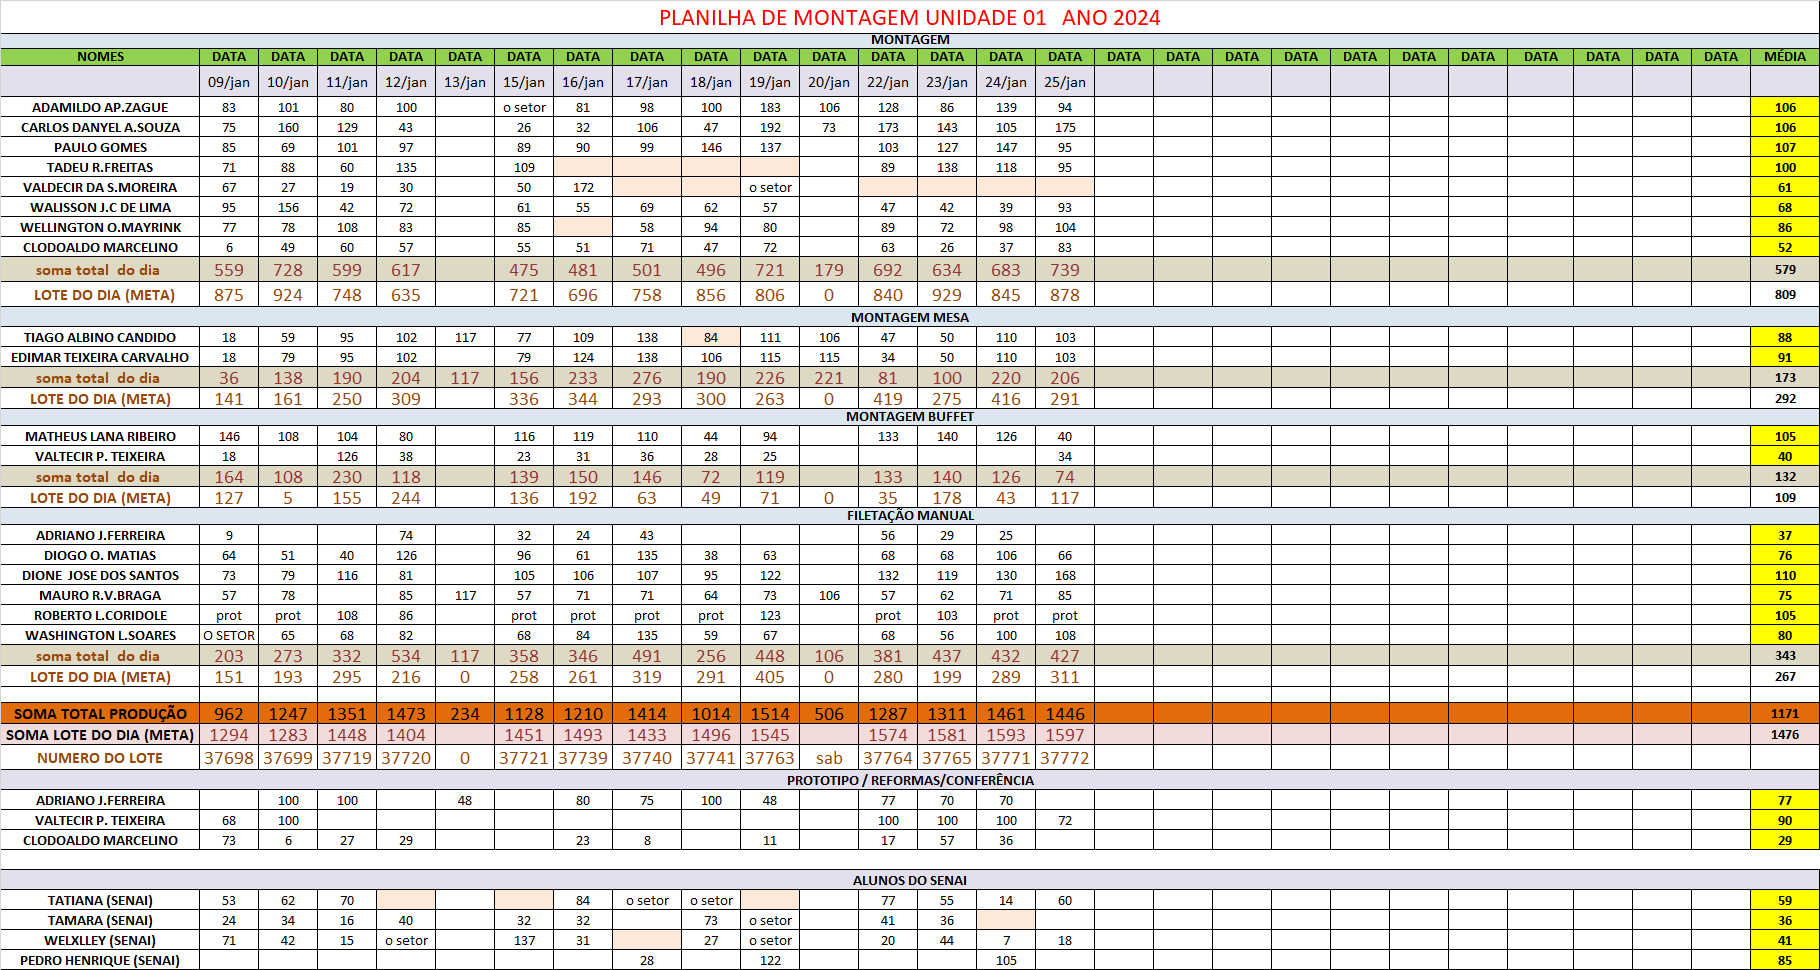 PLANILHA DE MONTAGEM UNIDADE 01 ANO 2024
MONTAGEM
NOMES DATA DATA DATA DATA DATA DATA DATA DATA DATA DATA DATA DATA DATA DATA DATA DATA DATA DATA DATA DATA DATA DATA DATA DATA DATA DATA MÉDIA
09/jan 10/jan 11/jan 12/jan 13/jan 15/jan 16/jan 17/jan 18/jan 19/jan 20/jan 22/jan 23/jan 24/jan 25/jan
ADAMILDO AP.ZAGUE 83 101 80 100 o setor 81 98 100 183 106 128 86 139 94 106
CARLOS DANYEL A.SOUZA 75 160 129 43 26 32 106 47 192 73 173 143 105 175 106
PAULO GOMES 85 69 101 97 89 90 99 146 137 103 127 147 95 107
TADEU R.FREITAS 71 88 60 135 109 89 138 118 95 100
VALDECIR DA S.MOREIRA 67 27 19 30 50 172 o setor 61
WALISSON J.C DE LIMA 95 156 42 72 61 55 69 62 57 47 42 39 93 68
WELLINGTON O.MAYRINK 77 78 108 83 85 58 94 80 89 72 98 104 86
CLODOALDO MARCELINO 6 49 60 57 55 51 71 47 72 63 26 37 83 52
soma total do dia 559 728 599 617 475 481 501 496 721 179 692 634 683 739 579
LOTE DO DIA (META) 875 924 748 635 721 696 758 856 806 0 840 929 845 878 809
MONTAGEM MESA
TIAGO ALBINO CANDIDO 18 59 95 102 117 77 109 138 84 111 106 47 50 110 103 88
EDIMAR TEIXEIRA CARVALHO 18 79 95 102 79 124 138 106 115 115 34 50 110 103 91
soma total do dia 36 138 190 204 117 156 233 276 190 226 221 81 100 220 206 173
LOTE DO DIA (META) 141 161 250 309 336 344 293 300 263 0 419 275 416 291 292
MONTAGEM BUFFET
MATHEUS LANA RIBEIRO 146 108 104 80 116 119 110 44 94 133 140 126 40 105
VALTECIR P. TEIXEIRA 18 126 38 23 31 36 28 25 34 40
soma total do dia 164 108 230 118 139 150 146 72 119 133 140 126 74 132
LOTE DO DIA (META) 127 5 155 244 136 192 63 49 71 0 35 178 43 117 109
FILETAÇÃO MANUAL
ADRIANO J.FERREIRA 9 74 32 24 43 56 29 25 37
DIOGO O. MATIAS 64 51 40 126 96 61 135 38 63 68 68 106 66 76
DIONE JOSE DOS SANTOS 73 79 116 81 105 106 107 95 122 132 119 130 168 110
MAURO R.V.BRAGA 57 78 85 117 57 71 71 64 73 106 57 62 71 85 75
ROBERTO L.CORIDOLE prot prot 108 86 prot prot prot prot 123 prot 103 prot prot 105
WASHINGTON L.SOARES O SETOR 65 68 82 68 84 135 59 67 68 56 100 108 80
soma total do dia 203 273 332 534 117 358 346 491 256 448 106 381 437 432 427 343
LOTE DO DIA (META) 151 193 295 216 0 258 261 319 291 405 0 280 199 289 311 267
SOMA TOTAL PRODUÇÃO 962 1247 1351 1473 234 1128 1210 1414 1014 1514 506 1287 1311 1461 1446 1171
SOMA LOTE DO DIA (META) 1294 1283 1448 1404 1451 1493 1433 1496 1545 1574 1581 1593 1597 1476
NUMERO DO LOTE 37698 37699 37719 37720 0 37721 37739 37740 37741 37763 sab 37764 37765 37771 37772
PROTOTIPO / REFORMAS/CONFERÊNCIA
ADRIANO J.FERREIRA 100 100 48 80 75 100 48 77 70 70 77
VALTECIR P. TEIXEIRA 68 100 100 100 100 72 90
CLODOALDO MARCELINO 73 6 27 29 23 8 11 17 57 36 29
ALUNOS DO SENAI
TATIANA (SENAI) 53 62 70 84 o setor o setor 77 55 14 60 59
TAMARA (SENAI) 24 34 16 40 32 32 73 o setor 41 36 36
WELXLLEY (SENAI) 71 42 15 o setor 137 31 27 o setor 20 44 7 18 41
PEDRO HENRIQUE (SENAI) 28 122 105 85